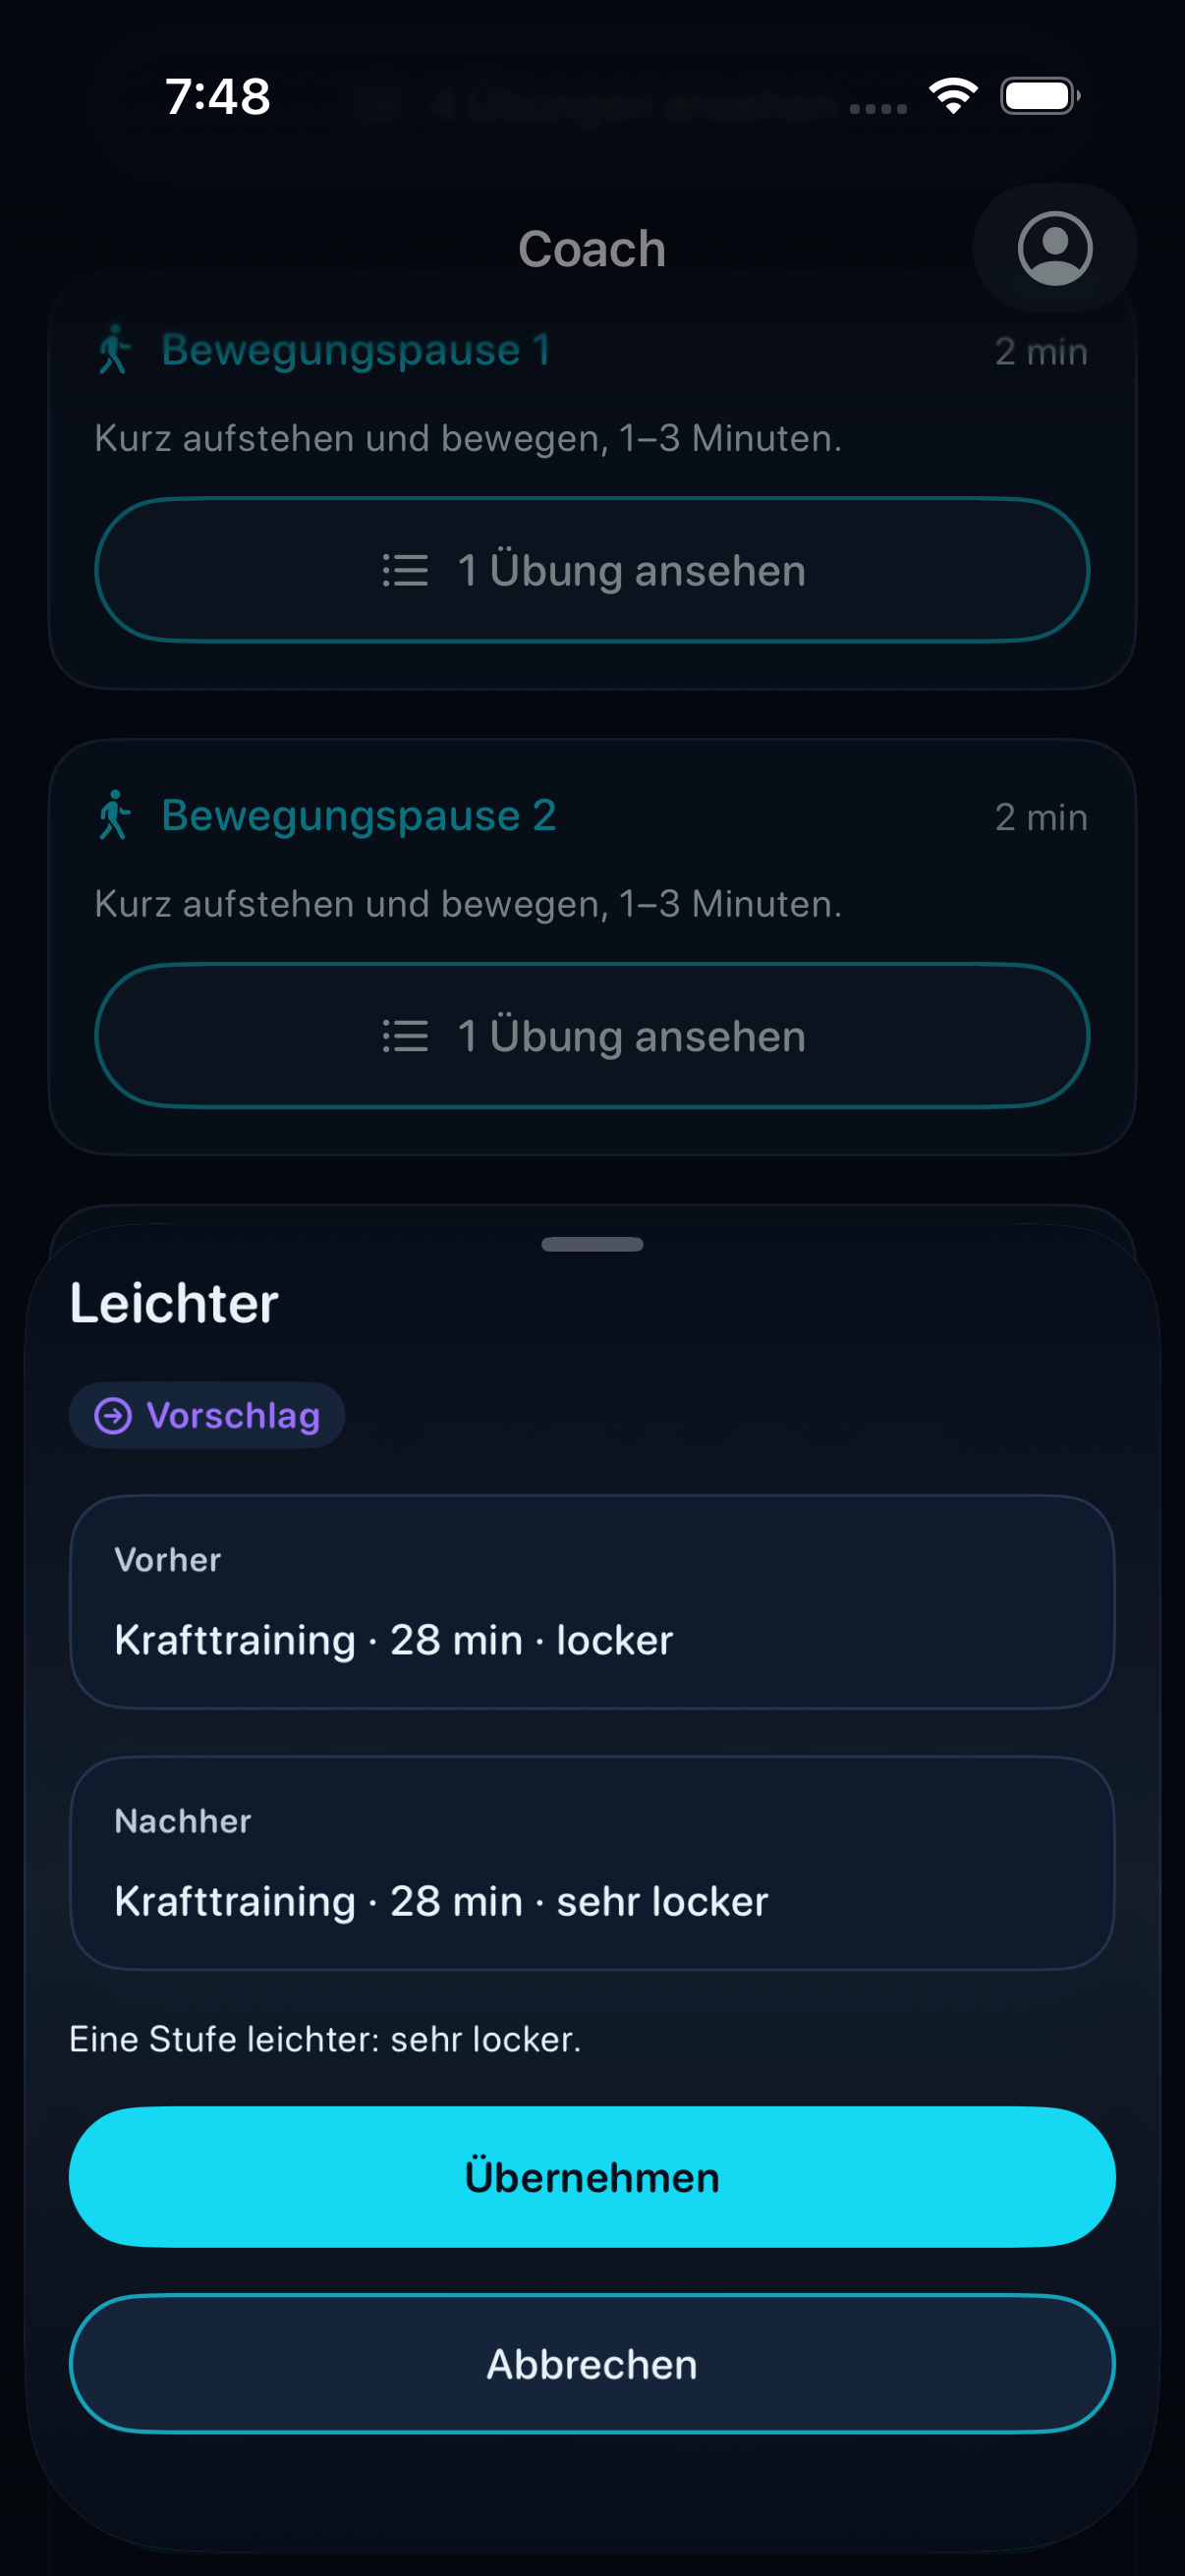 7:48
Coach
Bewegungspause 1
2 min
Kurz aufstehen und bewegen, 1–3 Minuten.
1 Übung ansehen
Bewegungspause 2
2 min
Kurz aufstehen und bewegen, 1–3 Minuten.
1 Übung ansehen
Leichter
Vorschlag
Vorher
Krafttraining · 28 min · locker
Nachher
Krafttraining · 28 min · sehr locker
Eine Stufe leichter: sehr locker.
Übernehmen
Abbrechen